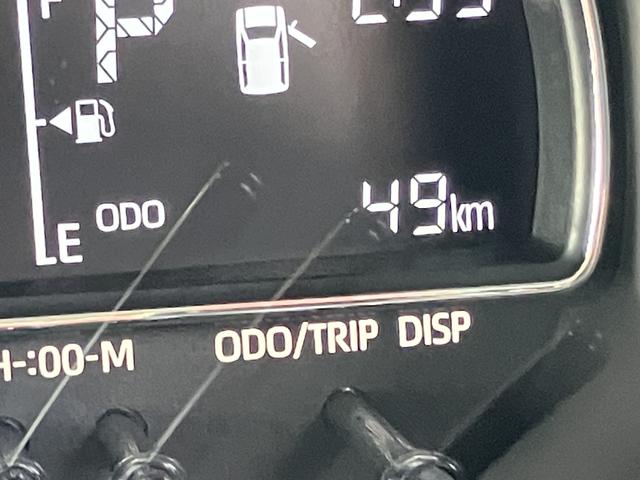 F
P
ODO
49km
E
H-:00-M
ODO/TRIP DISP